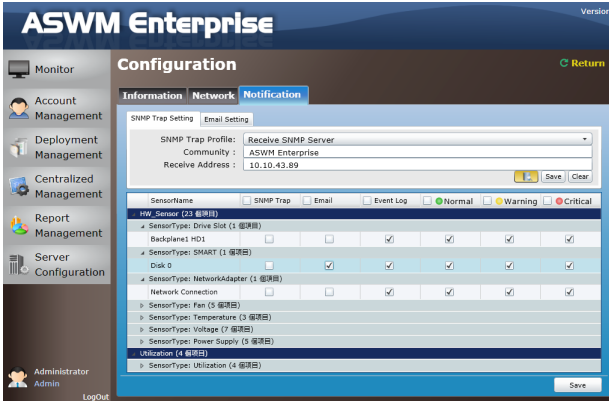 ASWM Enterprise
Version
Monitor
Account
Management
Deployment
Management
Centralized
Management
Report
Management
Server
Configuration
Administrator
Admin
LogOut
Configuration
Return
Information Network Notification
SNMP Trap Setting Email Setting
SNMP Trap Profile: Receive SNMP Server
Community : ASWM Enterprise
Receive Address : 10.10.43.89
Save Clear
SensorName SNMP Trap Email Event Log Normal Warning Critical
HW_Sensor (23 個項目)
SensorType: Drive Slot (1 個項目)
Backplane1 HD1
SensorType: SMART (1 個項目)
Disk 0
SensorType: NetworkAdapter (1 個項目)
Network Connection
SensorType: Fan (5 個項目)
SensorType: Temperature (3 個項目)
SensorType: Voltage (7 個項目)
SensorType: Power Supply (5 個項目)
Utilization (4 個項目)
SensorType: Utilization (4 個項目)
Save